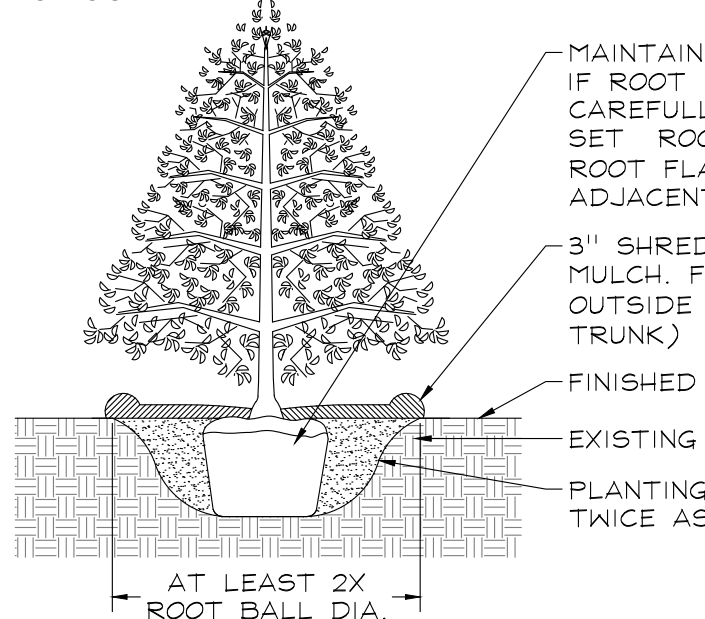 MAINTAIN
IF ROOT
CAREFULL
SET ROO
ROOT FLA
ADJACENT
3" SHRED
MULCH. F
OUTSIDE
TRUNK)
FINISHED
EXISTING
PLANTING
TWICE AS
AT LEAST 2X
ROOT BALL DIA.